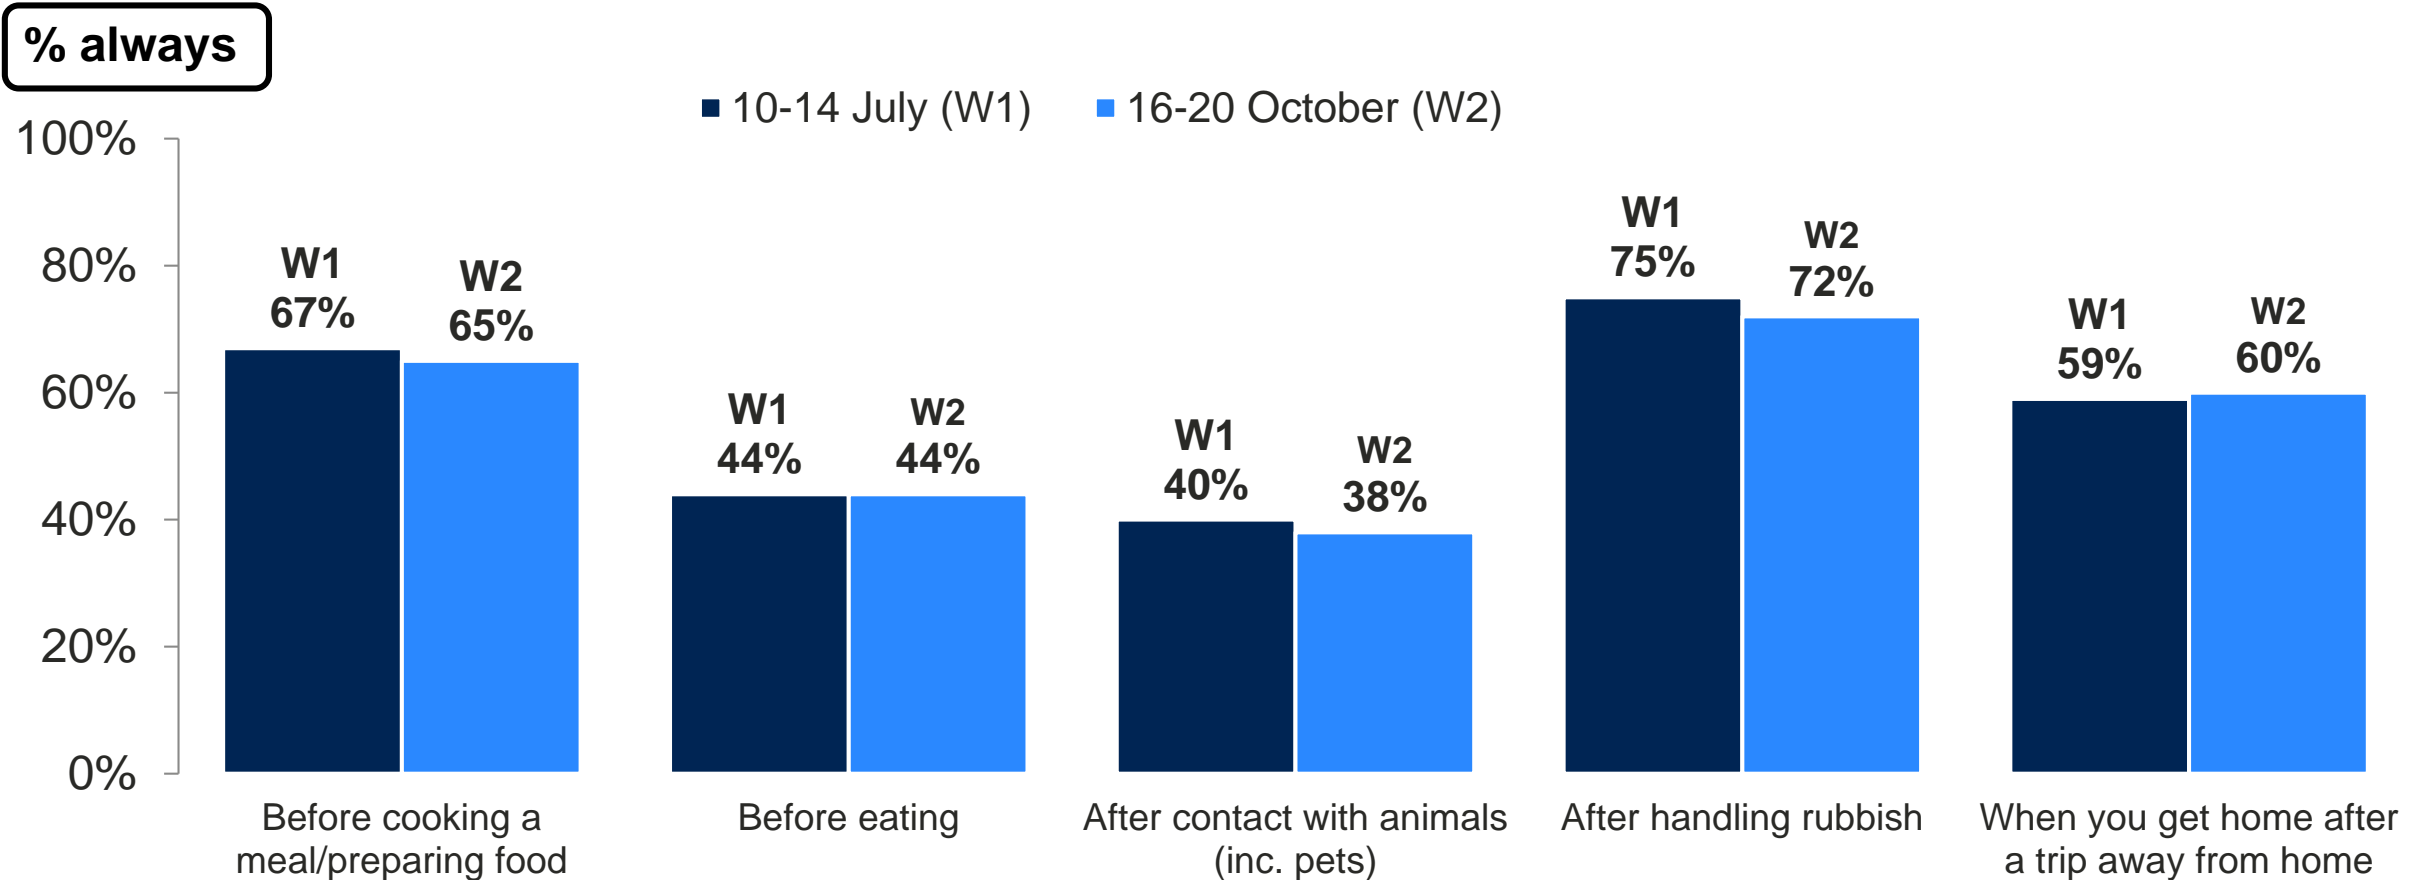 % always
10-14 July (W1)
16-20 October (W2)
100%
80%
60%
40%
20%
0%
W1
67%
W2
65%
W1
44%
W2
44%
W1
40%
W2
38%
W1
75%
W2
72%
W1
59%
W2
60%
Before cooking a
meal/preparing food
Before eating
After contact with animals
(inc. pets)
After handling rubbish
When you get home after
a trip away from home